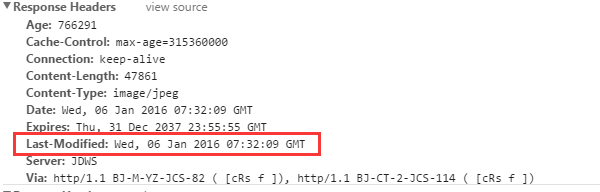 ▼Response Headers view source
Age: 766291
Cache-Control: max-age=315360000
Connection: keep-alive
Content-Length: 47861
Content-Type: image/jpeg
Date: Wed, 06 Jan 2016 07:32:09 GMT
Expires: Thu, 31 Dec 2037 23:55:55 GMT
Last-Modified: Wed, 06 Jan 2016 07:32:09 GMT
Server: JDWS
Via: http/1.1 BJ-M-YZ-JCS-82 ( [cRs f ]), http/1.1 BJ-CT-2-JCS-114 ( [cRs f ])